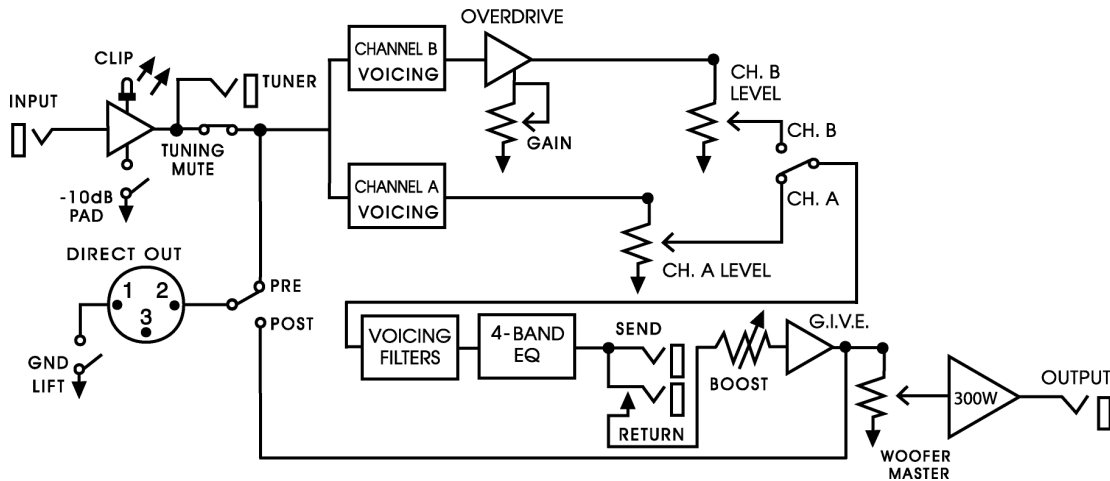 OVERDRIVE
CLIP
CHANNEL B
VOICING
TUNER
INPUT
CH. B
LEVEL
TUNING
MUTE
GAIN
CH. B
-10dB
PAD
CHANNEL A
VOICING
CH. A
DIRECT OUT
CH. A LEVEL
1 2
3
PRE
POST
GND
LIFT
VOICING
FILTERS
4-BAND
EQ
SEND
RETURN
BOOST
G.I.V.E.
300W
OUTPUT
WOOFER
MASTER